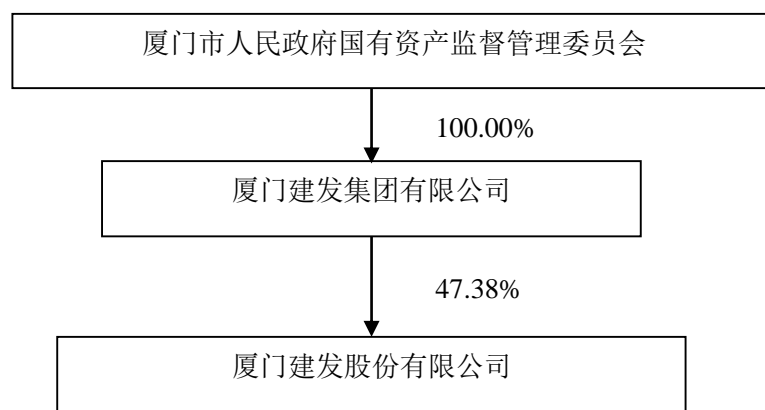 厦门市人民政府国有资产监督管理委员会
100.00%
厦门建发集团有限公司
47.38%
厦门建发股份有限公司